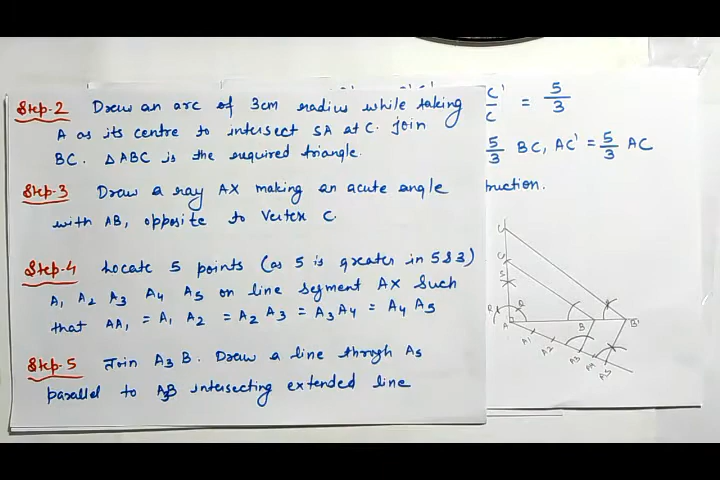 Step-2 Draw an arc of 3cm radius while taking
A as its centre to intersect SA at C. join
BC. △ABC is the required triangle.
Step-3 Draw a ray AX making an acute angle
with AB, opposite to Vertex C.
Step-4 Locate 5 points (as 5 is greater in 5&3)
A1 A2 A3 A4 A5 on line segment AX such
that AA1 = A1 A2 = A2 A3 = A3 A4 = A4 A5
Step-5 Join A3 B. Draw a line through A5
parallel to A3B intersecting extended line
C'/C = 5/3
5/3 BC, AC' = 5/3 AC
truction.
C'
C
S
R
Q
A
B
B'
A1
A2
A3
A4
A5